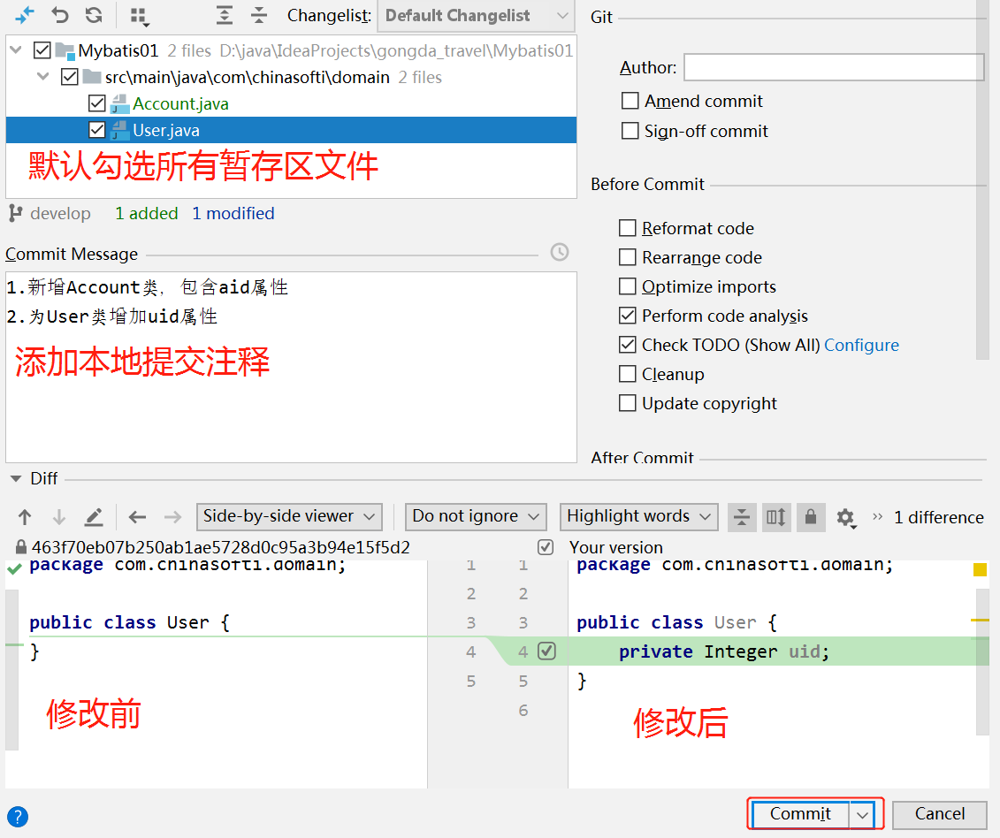 Changelist: Default Changelist
Mybatis01 2 files D:\java\IdeaProjects\gongda_travel\Mybatis01
src\main\java\com\chinasofti\domain 2 files
Account.java
User.java
默认勾选所有暂存区文件
develop 1 added 1 modified
Commit Message
1.新增Account类，包含aid属性
2.为User类增加uid属性
添加本地提交注释
Git
Author:
Amend commit
Sign-off commit
Before Commit
Reformat code
Rearrange code
Optimize imports
Perform code analysis
Check TODO (Show All) Configure
Cleanup
Update copyright
After Commit
Diff
Side-by-side viewer Do not ignore Highlight words 1 difference
463f70eb07b250ab1ae5728d0c95a3b94e15f5d2 Your version
package com.chinasofti.domain; 1 1 package com.chinasofti.domain;
2 2
public class User { 3 3 public class User {
} 4 4 private Integer uid;
5 5 }
6
修改前 修改后
? Commit Cancel